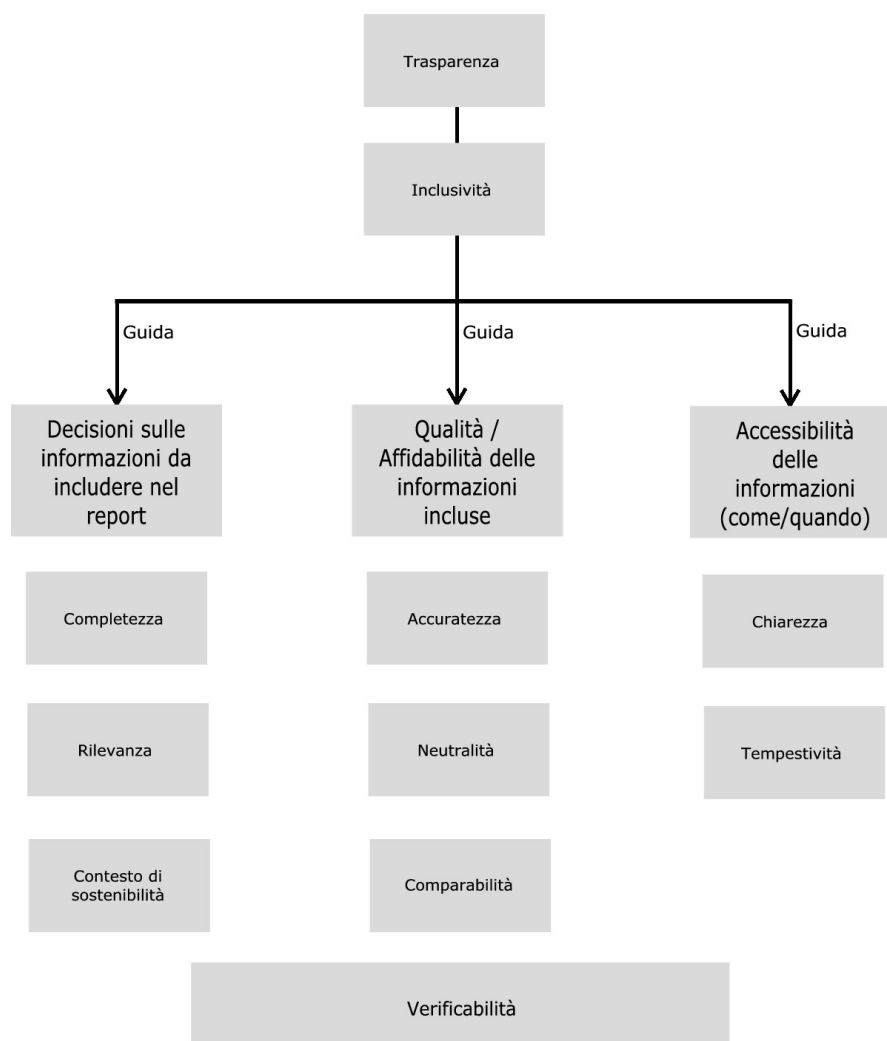 Trasparenza
Inclusività
Guida
Guida
Guida
Decisioni sulle
informazioni da
includere nel
report
Qualità /
Affidabilità delle
informazioni
incluse
Accessibilità
delle
informazioni
(come/quando)
Completezza
Accuratezza
Chiarezza
Rilevanza
Neutralità
Tempestività
Contesto di
sostenibilità
Comparabilità
Verificabilità